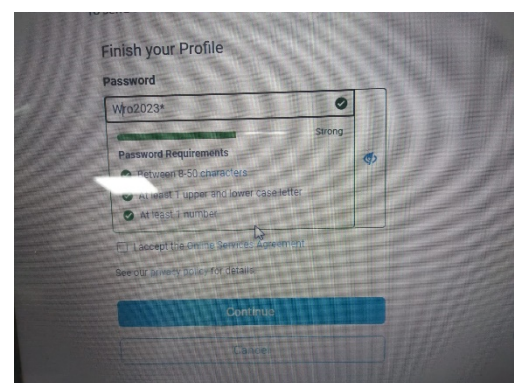 Finish your Profile
Password
Wro2023*
Strong
Password Requirements
Between 8-50 characters
At least 1 upper and lower case letter
At least 1 number
I accept the Online Services Agreement
See our privacy policy for details.
Continue
Cancel